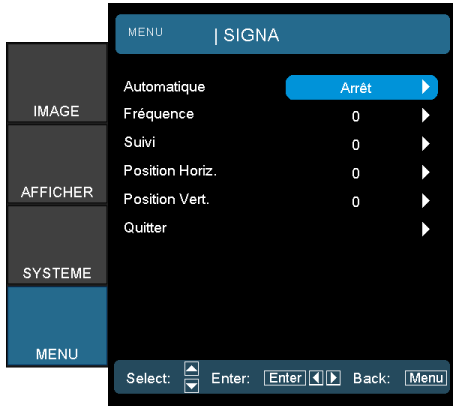 MENU | SIGNA
IMAGE
AFFICHER
SYSTEME
MENU
Automatique Arrêt
Fréquence 0
Suivi 0
Position Horiz. 0
Position Vert. 0
Quitter
Select: Enter: Enter Back: Menu